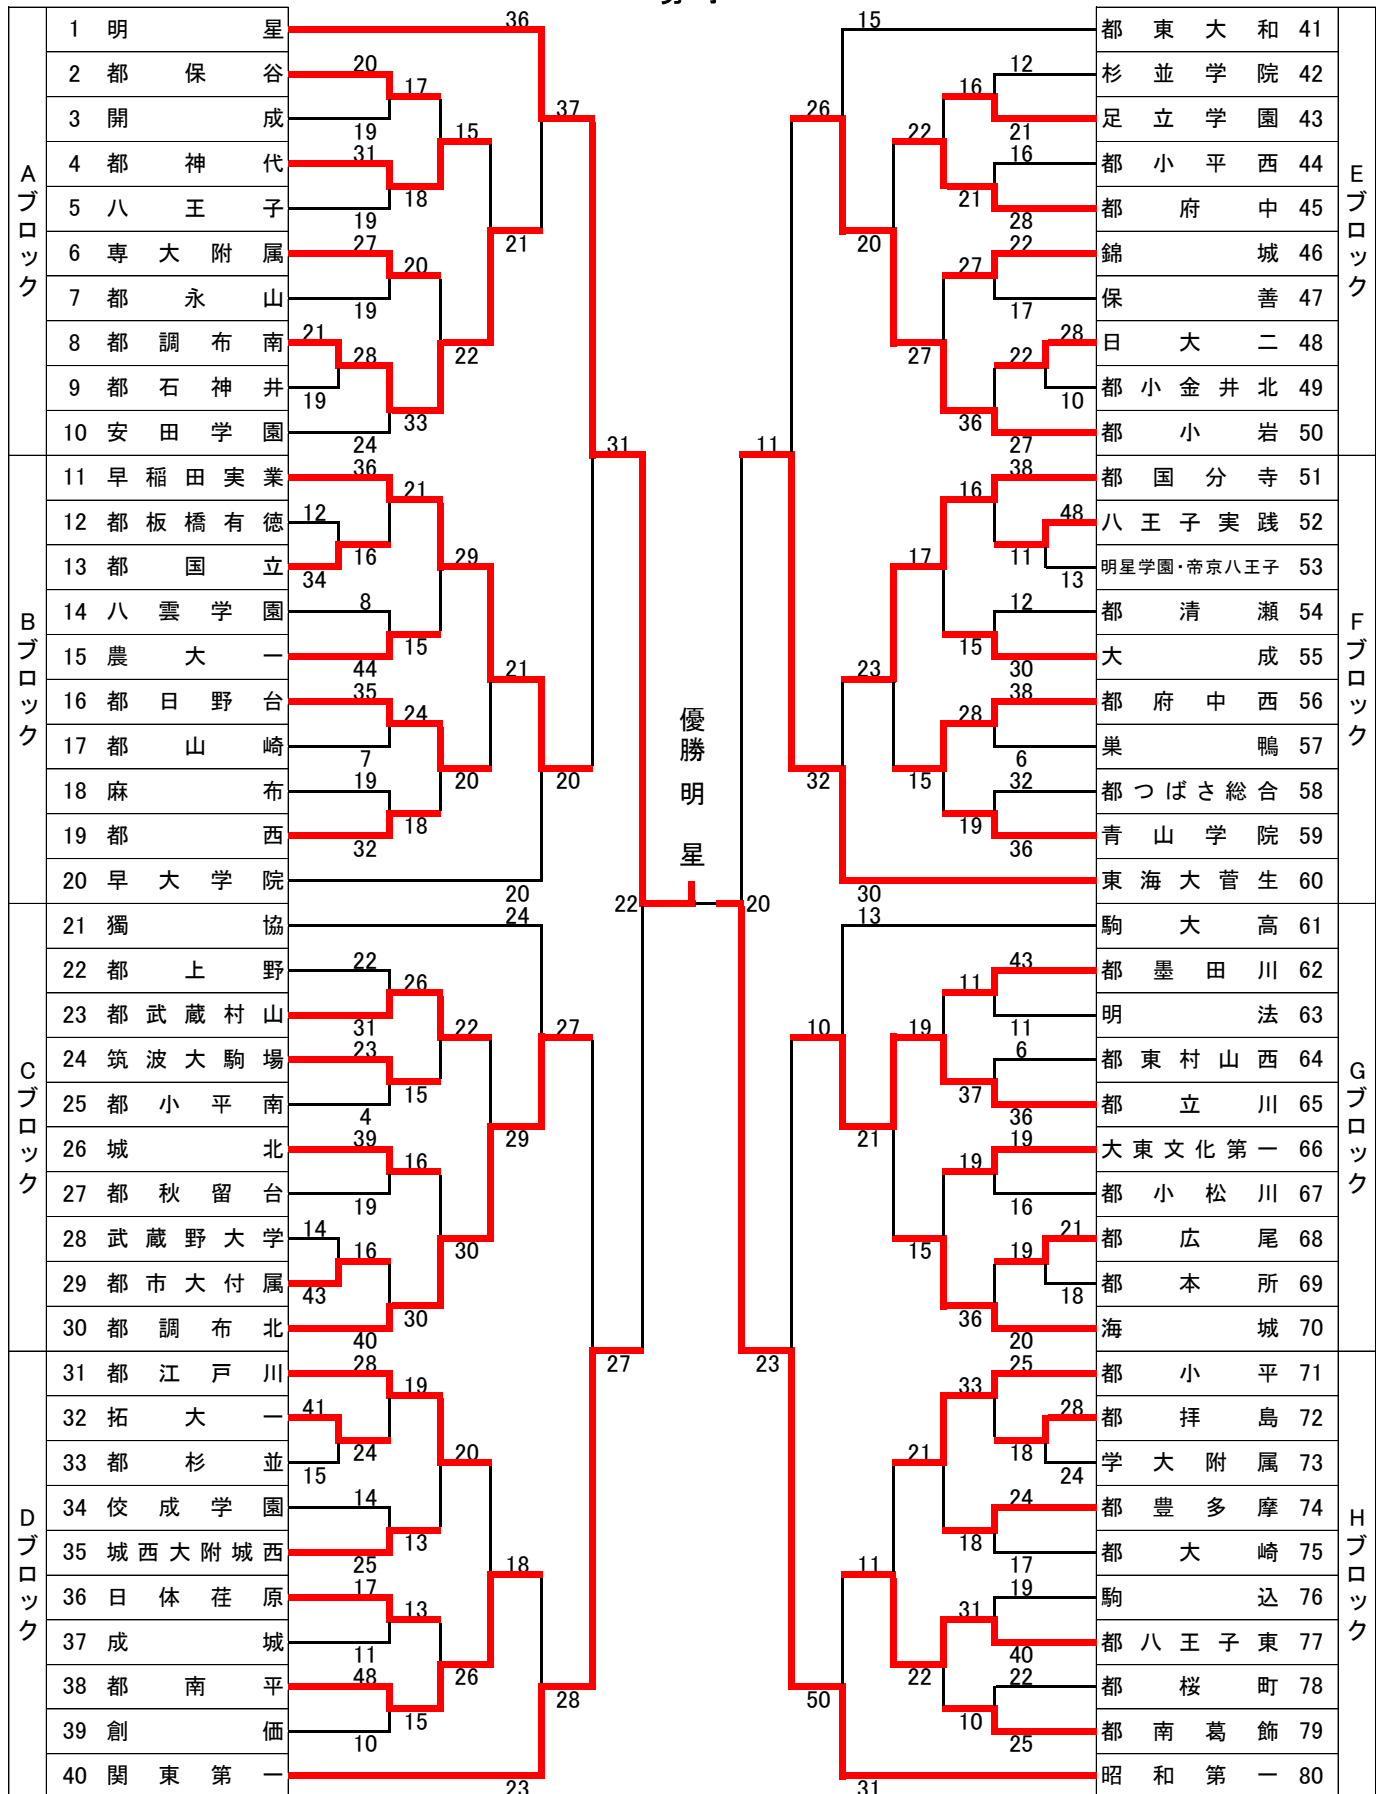 Aブロック
1 明星 36
2 都保谷 20
3 開成 19
4 都神代 31
5 八王子 19
6 専大附属 27
7 都永山 19
8 都調布南 21
9 都石神井 19
10 安田学園 24
17
18
20
28
33
15
22
21
37
Bブロック
11 早稲田実業 36
12 都板橋有徳 12
13 都国立 34
14 八雲学園 8
15 農大一 44
16 都日野台 35
17 都山崎 7
18 麻布 19
19 都西 32
20 早大学院 20
21
16
15
24
18
29
20
21
20
31
Cブロック
21 獨協 24
22 都上野 22
23 都武蔵村山 31
24 筑波大駒場 23
25 都小平南 4
26 城北 39
27 都秋留台 19
28 武蔵野大学 14
29 都市大付属 43
30 都調布北 40
26
15
16
16
30
22
30
29
27
Dブロック
31 都江戸川 28
32 拓大一 41
33 都杉並 15
34 佼成学園 14
35 城西大附城西 25
36 日体荏原 17
37 成城 11
38 都南平 48
39 創価 10
40 関東第一 23
19
24
13
13
15
20
26
18
28
27
22
優勝 明星
20
Eブロック
15 都東大和 41
12 杉並学院 42
21 足立学園 43
16 都小平西 44
28 都府中 45
22 錦城 46
17 保善 47
28 日大二 48
10 都小金井北 49
27 都小岩 50
16
21
27
22
36
22
27
20
26
11
Fブロック
38 都国分寺 51
48 八王子実践 52
13 明星学園・帝京八王子 53
12 都清瀬 54
30 大成 55
38 都府中西 56
6 巣鴨 57
32 都つばさ総合 58
36 青山学院 59
30 東海大菅生 60
16
11
15
28
19
17
15
23
32
Gブロック
13 駒大高 61
43 都墨田川 62
11 明法 63
6 都東村山西 64
36 都立川 65
19 大東文化第一 66
16 都小松川 67
21 都広尾 68
18 都本所 69
20 海城 70
11
37
19
19
36
19
15
21
10
Hブロック
25 都小平 71
28 都拝島 72
24 学大附属 73
24 都豊多摩 74
17 都大崎 75
19 駒込 76
40 都八王子東 77
22 都桜町 78
25 都南葛飾 79
31 昭和第一 80
33
18
18
31
10
21
22
11
50
23